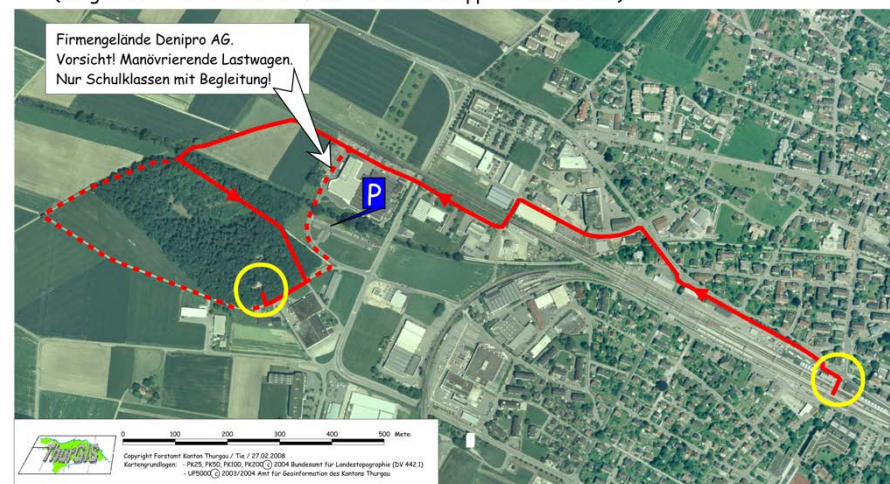 Firmengelände Denipro AG.
Vorsicht! Manövrierende Lastwagen.
Nur Schulklassen mit Begleitung!
P
0 100 200 300 400 500 Meter
ThurGIS
Copyright Forstamt Kanton Thurgau / Tie / 27.02.2008
Kartengrundlagen: - PK25, PK50, PK100, PK200 © 2004 Bundesamt für Landestopographie (DV 442.1)
- UP5000 © 2003/2004 Amt für Geoinformation des Kantons Thurgau